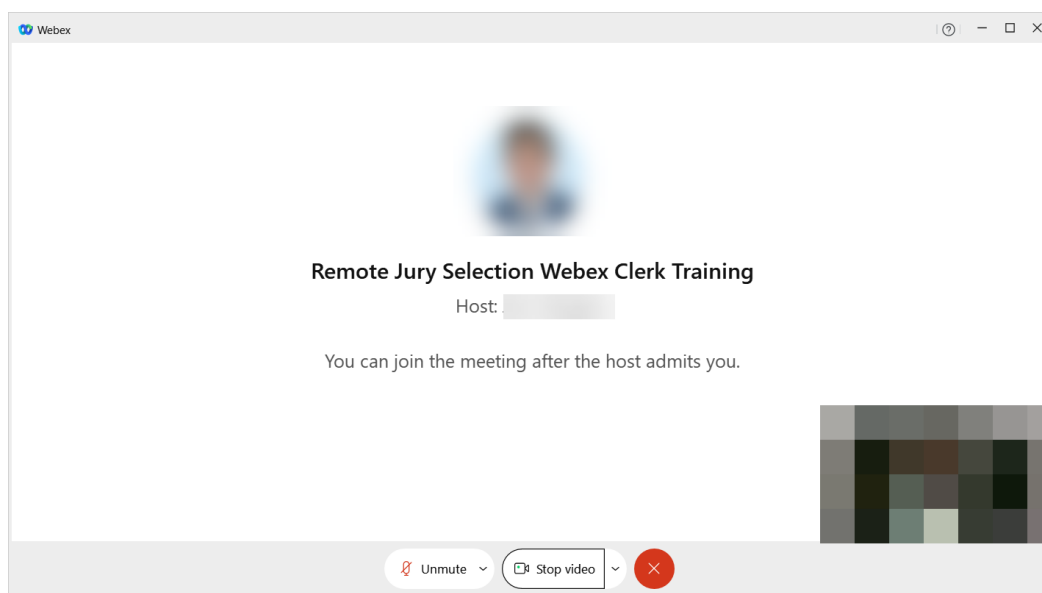 Webex
Remote Jury Selection Webex Clerk Training
Host:
You can join the meeting after the host admits you.
Unmute
Stop video